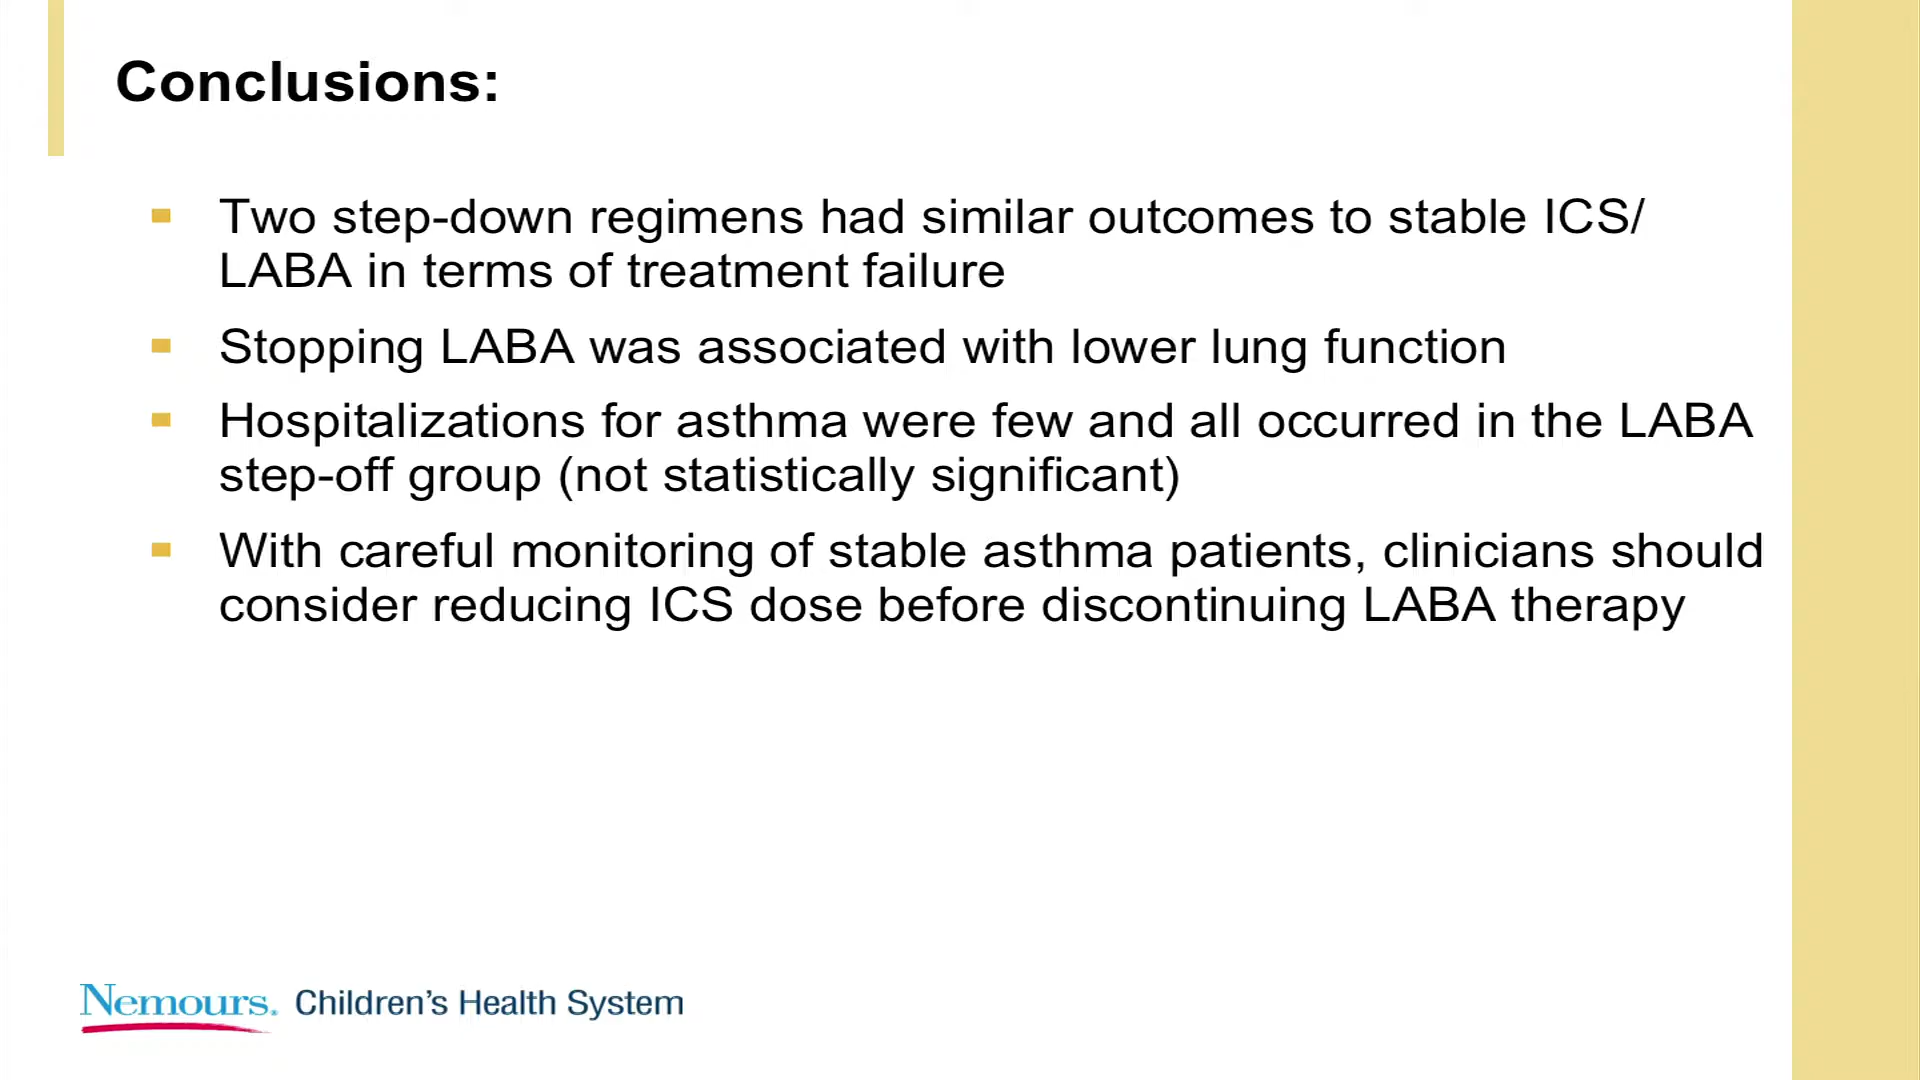 Conclusions:
Two step-down regimens had similar outcomes to stable ICS/
LABA in terms of treatment failure
Stopping LABA was associated with lower lung function
Hospitalizations for asthma were few and all occurred in the LABA
step-off group (not statistically significant)
With careful monitoring of stable asthma patients, clinicians should
consider reducing ICS dose before discontinuing LABA therapy
Nemours. Children's Health System